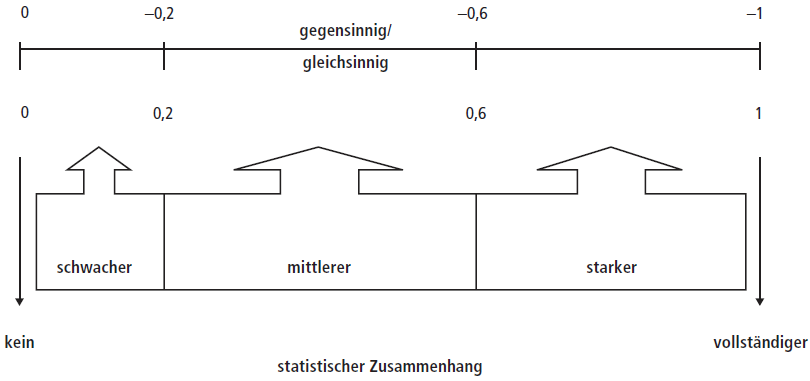 0 –0,2 –0,6 –1
gegensinnig/
gleichsinnig
0 0,2 0,6 1
schwacher mittlerer starker
kein vollständiger
statistischer Zusammenhang